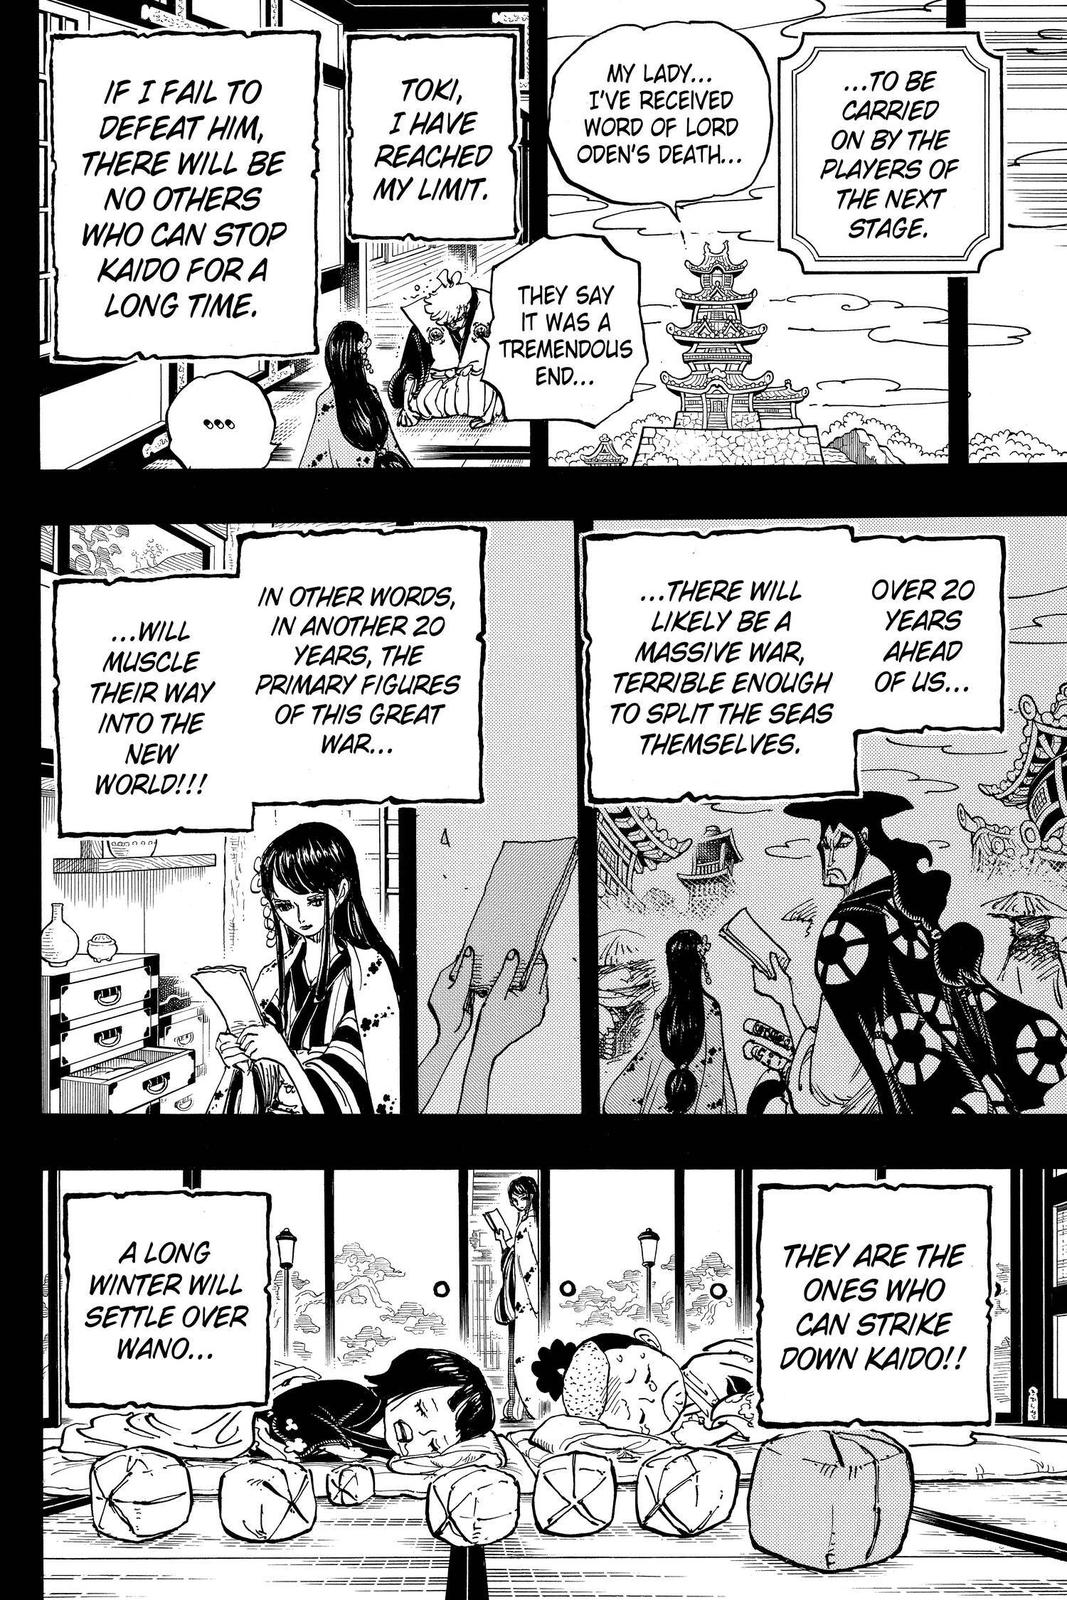 ...TO BE
CARRIED
ON BY THE
PLAYERS OF
THE NEXT
STAGE.
MY LADY...
I'VE RECEIVED
WORD OF LORD
ODEN'S DEATH...
THEY SAY
IT WAS A
TREMENDOUS
END...
TOKI,
I HAVE
REACHED
MY LIMIT.
IF I FAIL TO
DEFEAT HIM,
THERE WILL BE
NO OTHERS
WHO CAN STOP
KAIDO FOR A
LONG TIME.
...
OVER 20
YEARS
AHEAD
OF US...
...THERE WILL
LIKELY BE A
MASSIVE WAR,
TERRIBLE ENOUGH
TO SPLIT THE SEAS
THEMSELVES.
IN OTHER WORDS,
IN ANOTHER 20
YEARS, THE
PRIMARY FIGURES
OF THIS GREAT
WAR...
...WILL
MUSCLE
THEIR WAY
INTO THE
NEW
WORLD!!!
THEY ARE THE
ONES WHO
CAN STRIKE
DOWN KAIDO!!
A LONG
WINTER WILL
SETTLE OVER
WANO...